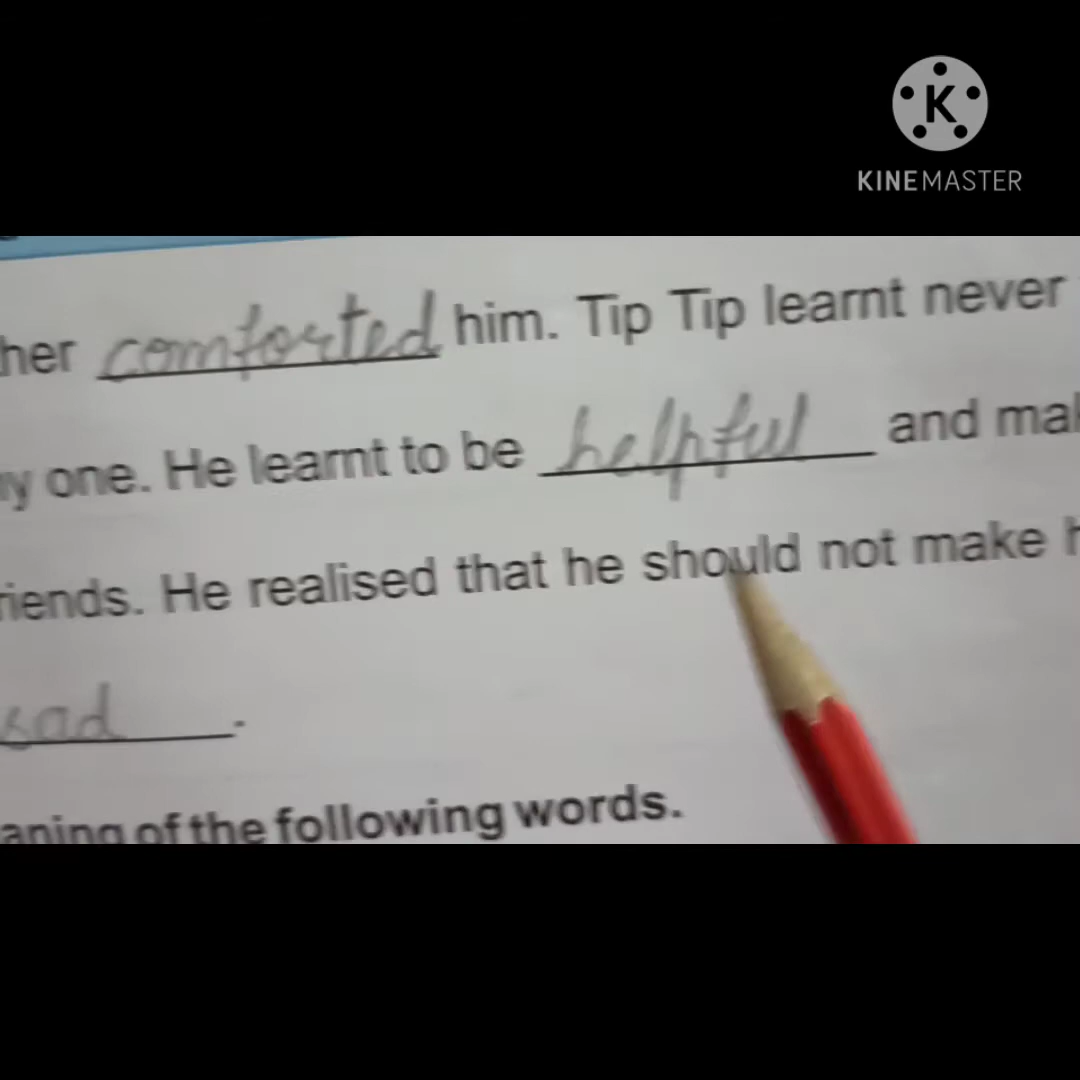 KINEMASTER
her comforted him. Tip Tip learnt never
y one. He learnt to be helpful and mak
riends. He realised that he should not make h
sad.
aning of the following words.